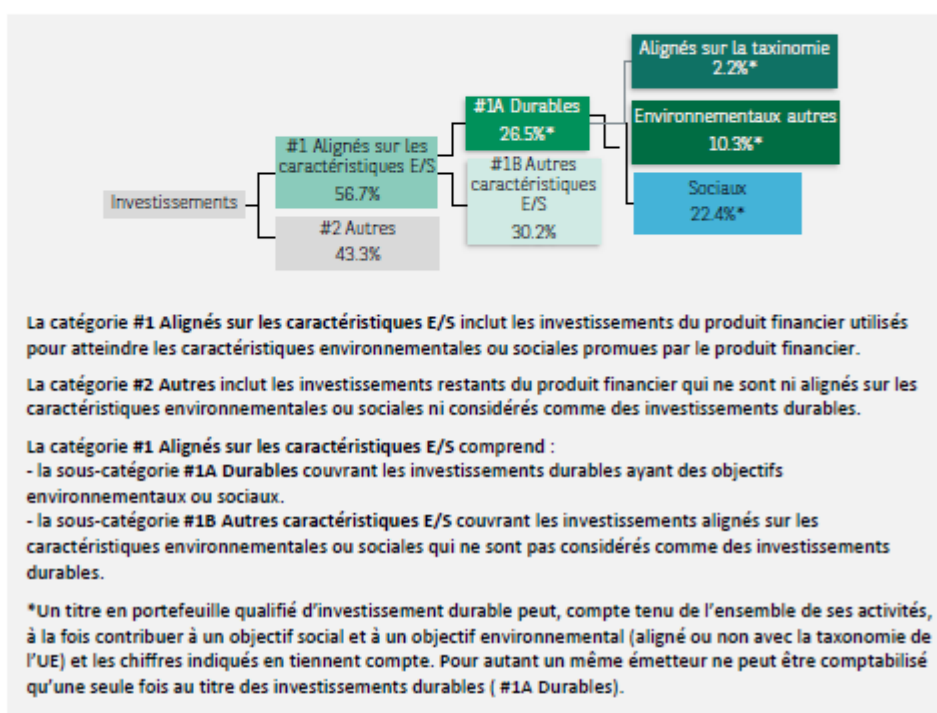 Alignés sur la taxinomie
2.2%*
#1A Durables
26.5%*
Environnementaux autres
10.3%*
#1 Alignés sur les
caractéristiques E/S
56.7%
#1B Autres
caractéristiques
E/S
30.2%
Sociaux
22.4%*
Investissements
#2 Autres
43.3%
La catégorie #1 Alignés sur les caractéristiques E/S inclut les investissements du produit financier utilisés
pour atteindre les caractéristiques environnementales ou sociales promues par le produit financier.
La catégorie #2 Autres inclut les investissements restants du produit financier qui ne sont ni alignés sur les
caractéristiques environnementales ou sociales ni considérés comme des investissements durables.
La catégorie #1 Alignés sur les caractéristiques E/S comprend :
- la sous-catégorie #1A Durables couvrant les investissements durables ayant des objectifs
environnementaux ou sociaux.
- la sous-catégorie #1B Autres caractéristiques E/S couvrant les investissements alignés sur les
caractéristiques environnementales ou sociales qui ne sont pas considérés comme des investissements
durables.
*Un titre en portefeuille qualifié d'investissement durable peut, compte tenu de l'ensemble de ses activités,
à la fois contribuer à un objectif social et à un objectif environnemental (aligné ou non avec la taxonomie de
l'UE) et les chiffres indiqués en tiennent compte. Pour autant un même émetteur ne peut être comptabilisé
qu'une seule fois au titre des investissements durables ( #1A Durables).